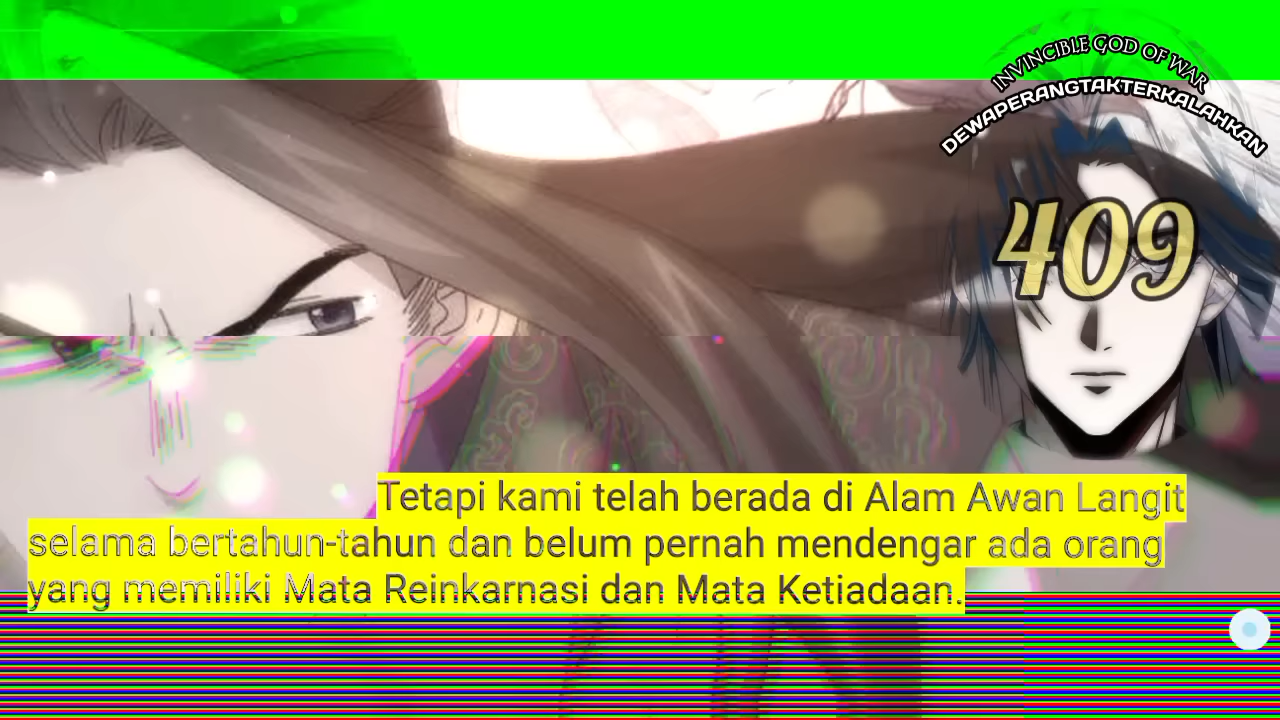 INVINCIBLE GOD OF WAR
DEWAPERANGTAKTERKALAHKAN
409
Tetapi kami telah berada di Alam Awan Langit
selama bertahun-tahun dan belum pernah mendengar ada orang
yang memiliki Mata Reinkarnasi dan Mata Ketiadaan.